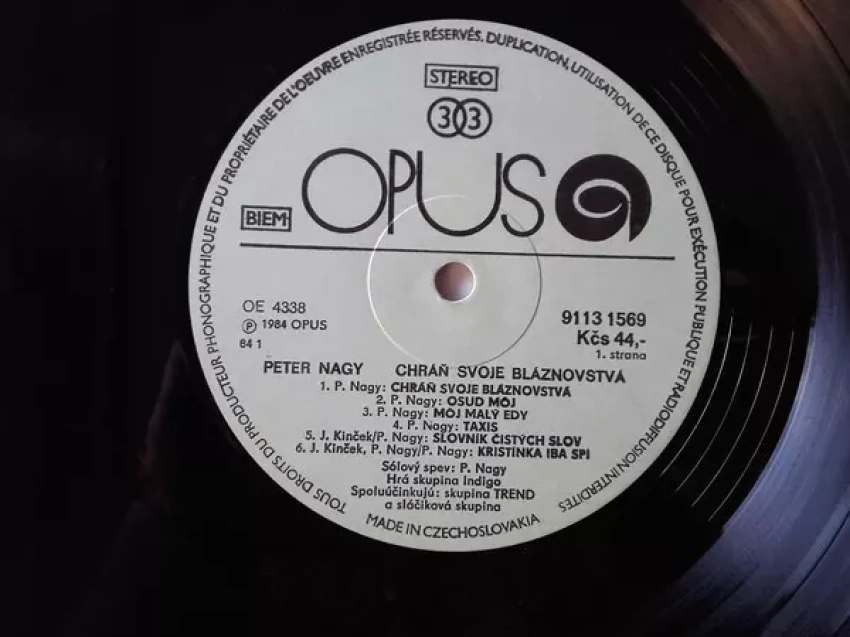 TOUS DROITS DU PRODUCTEUR PHONOGRAPHIQUE ET DU PROPRIÉTAIRE DE L'OEUVRE ENREGISTRÉE RÉSERVÉS. DUPLICATION, UTILISATION DE CE DISQUE POUR EXÉCUTION PUBLIQUE ET RADIODIFFUSION INTERDITES
STEREO
33
BIEM OPUS
OE 4338
Ⓟ 1984 OPUS
84 1
9113 1569
Kčs 44,-
1. strana
PETER NAGY CHRÁŇ SVOJE BLÁZNOVSTVÁ
1. P. Nagy: CHRÁŇ SVOJE BLÁZNOVSTVÁ
2. P. Nagy: OSUD MÔJ
3. P. Nagy: MÔJ MALÝ EDY
4. P. Nagy: TAXIS
5. J. Kinček/P. Nagy: SLOVNÍK ČISTÝCH SLOV
6. J. Kinček, P. Nagy/P. Nagy: KRISTÍNKA IBA SPÍ
Sólový spev: P. Nagy
Hrá skupina Indigo
Spoluúčinkujú: skupina TREND
a sláčiková skupina
MADE IN CZECHOSLOVAKIA